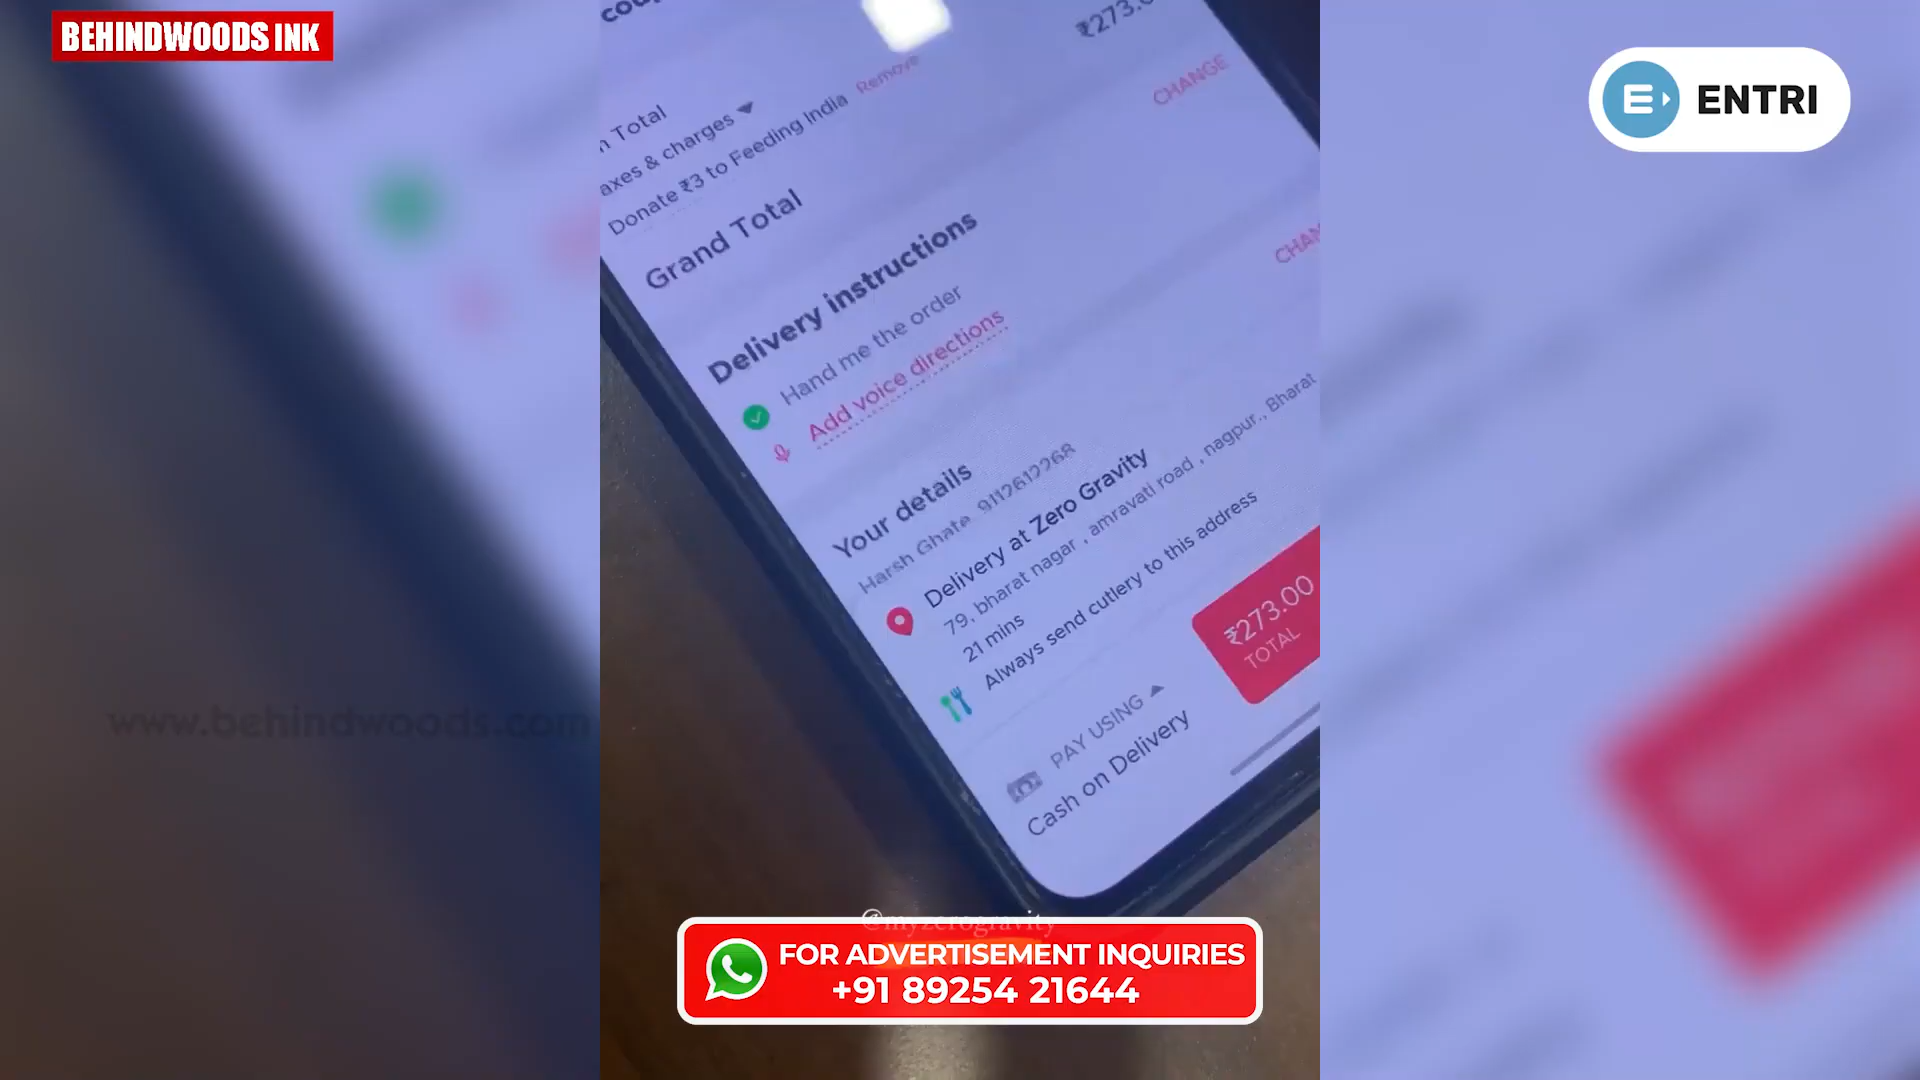 BEHINDWOODS INK
ENTRI
₹273.0
CHANGE
Total
axes & charges
Donate ₹3 to Feeding India Remove
Grand Total
Delivery instructions
CHAN
Hand me the order
Add voice directions
Your details
Harsh Ghate, 9112612268
Delivery at Zero Gravity
79, bharat nagar , amravati road , nagpur., Bharat
21 mins
Always send cutlery to this address
₹273.00
TOTAL
PAY USING
Cash on Delivery
www.behindwoods.com
@myzerogravity
FOR ADVERTISEMENT INQUIRIES
+91 89254 21644